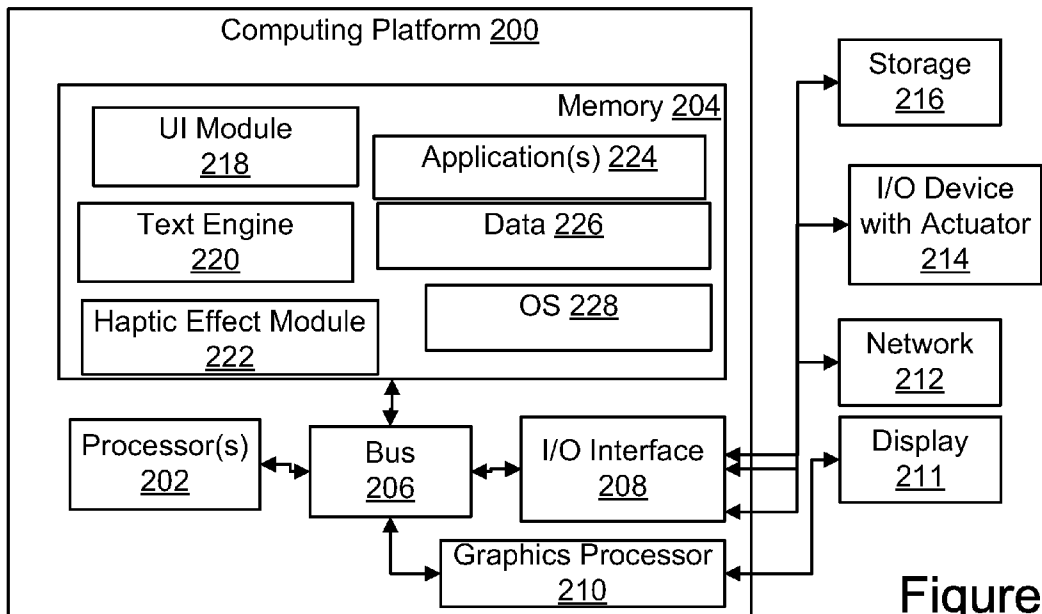 Computing Platform 200
Memory 204
UI Module
218
Application(s) 224
Text Engine
220
Data 226
Haptic Effect Module
222
OS 228
Processor(s)
202
Bus
206
I/O Interface
208
Graphics Processor
210
Storage
216
I/O Device
with Actuator
214
Network
212
Display
211
Figure